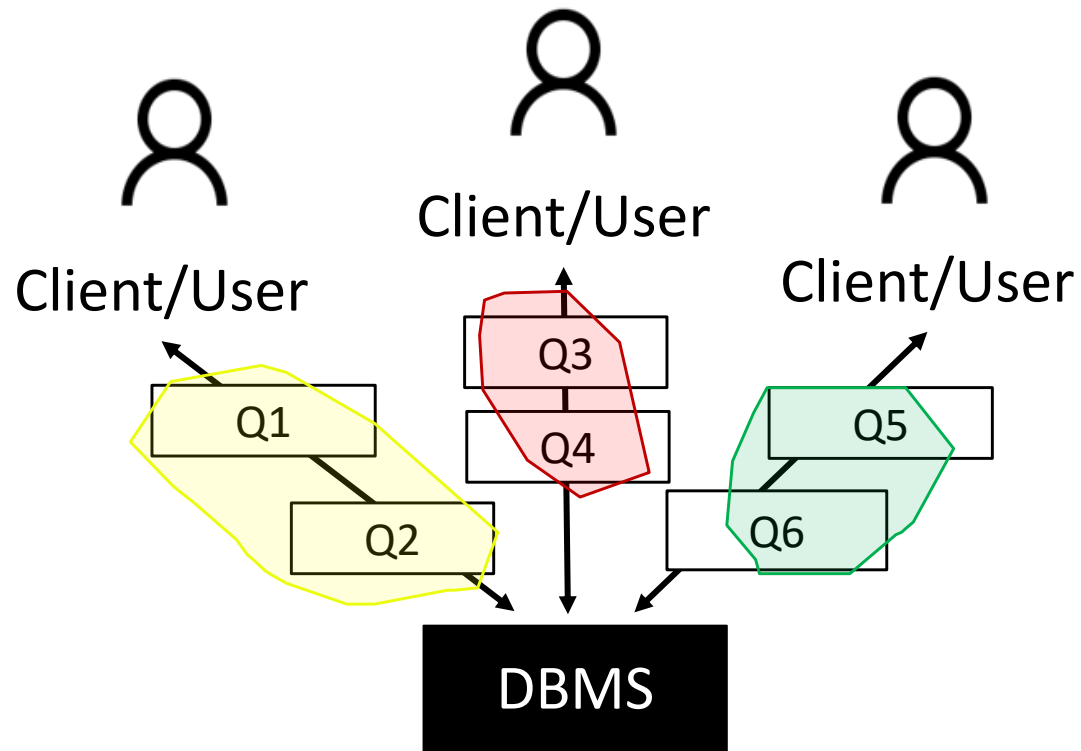 Client/User
Client/User
Client/User
Q3
Q1
Q5
Q4
Q2
Q6
DBMS